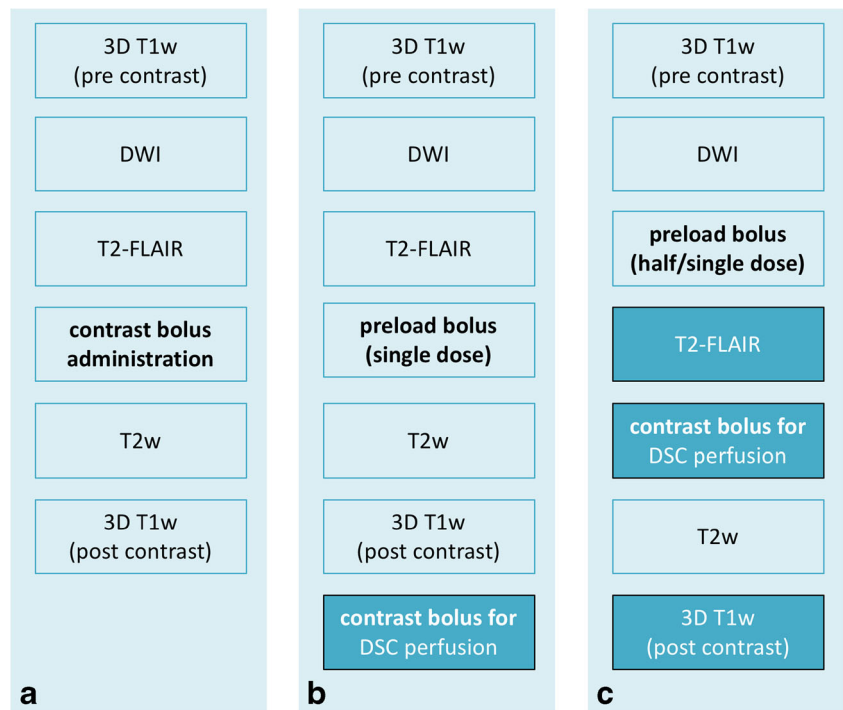 3D T1w
(pre contrast)
DWI
T2-FLAIR
contrast bolus
administration
T2w
3D T1w
(post contrast)
a
3D T1w
(pre contrast)
DWI
T2-FLAIR
preload bolus
(single dose)
T2w
3D T1w
(post contrast)
contrast bolus for
DSC perfusion
b
3D T1w
(pre contrast)
DWI
preload bolus
(half/single dose)
T2-FLAIR
contrast bolus for
DSC perfusion
T2w
3D T1w
(post contrast)
c